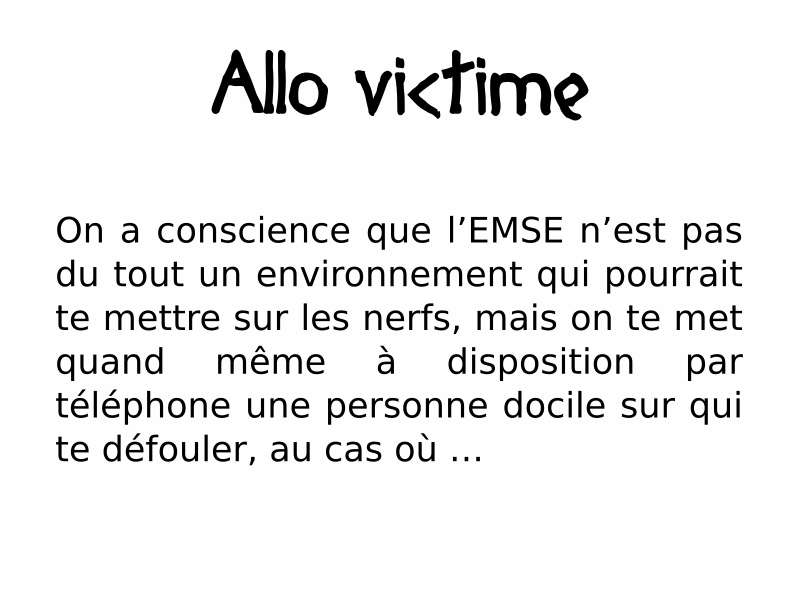 Allo victime
On a conscience que l’EMSE n’est pas
du tout un environnement qui pourrait
te mettre sur les nerfs, mais on te met
quand même à disposition par
téléphone une personne docile sur qui
te défouler, au cas où ...